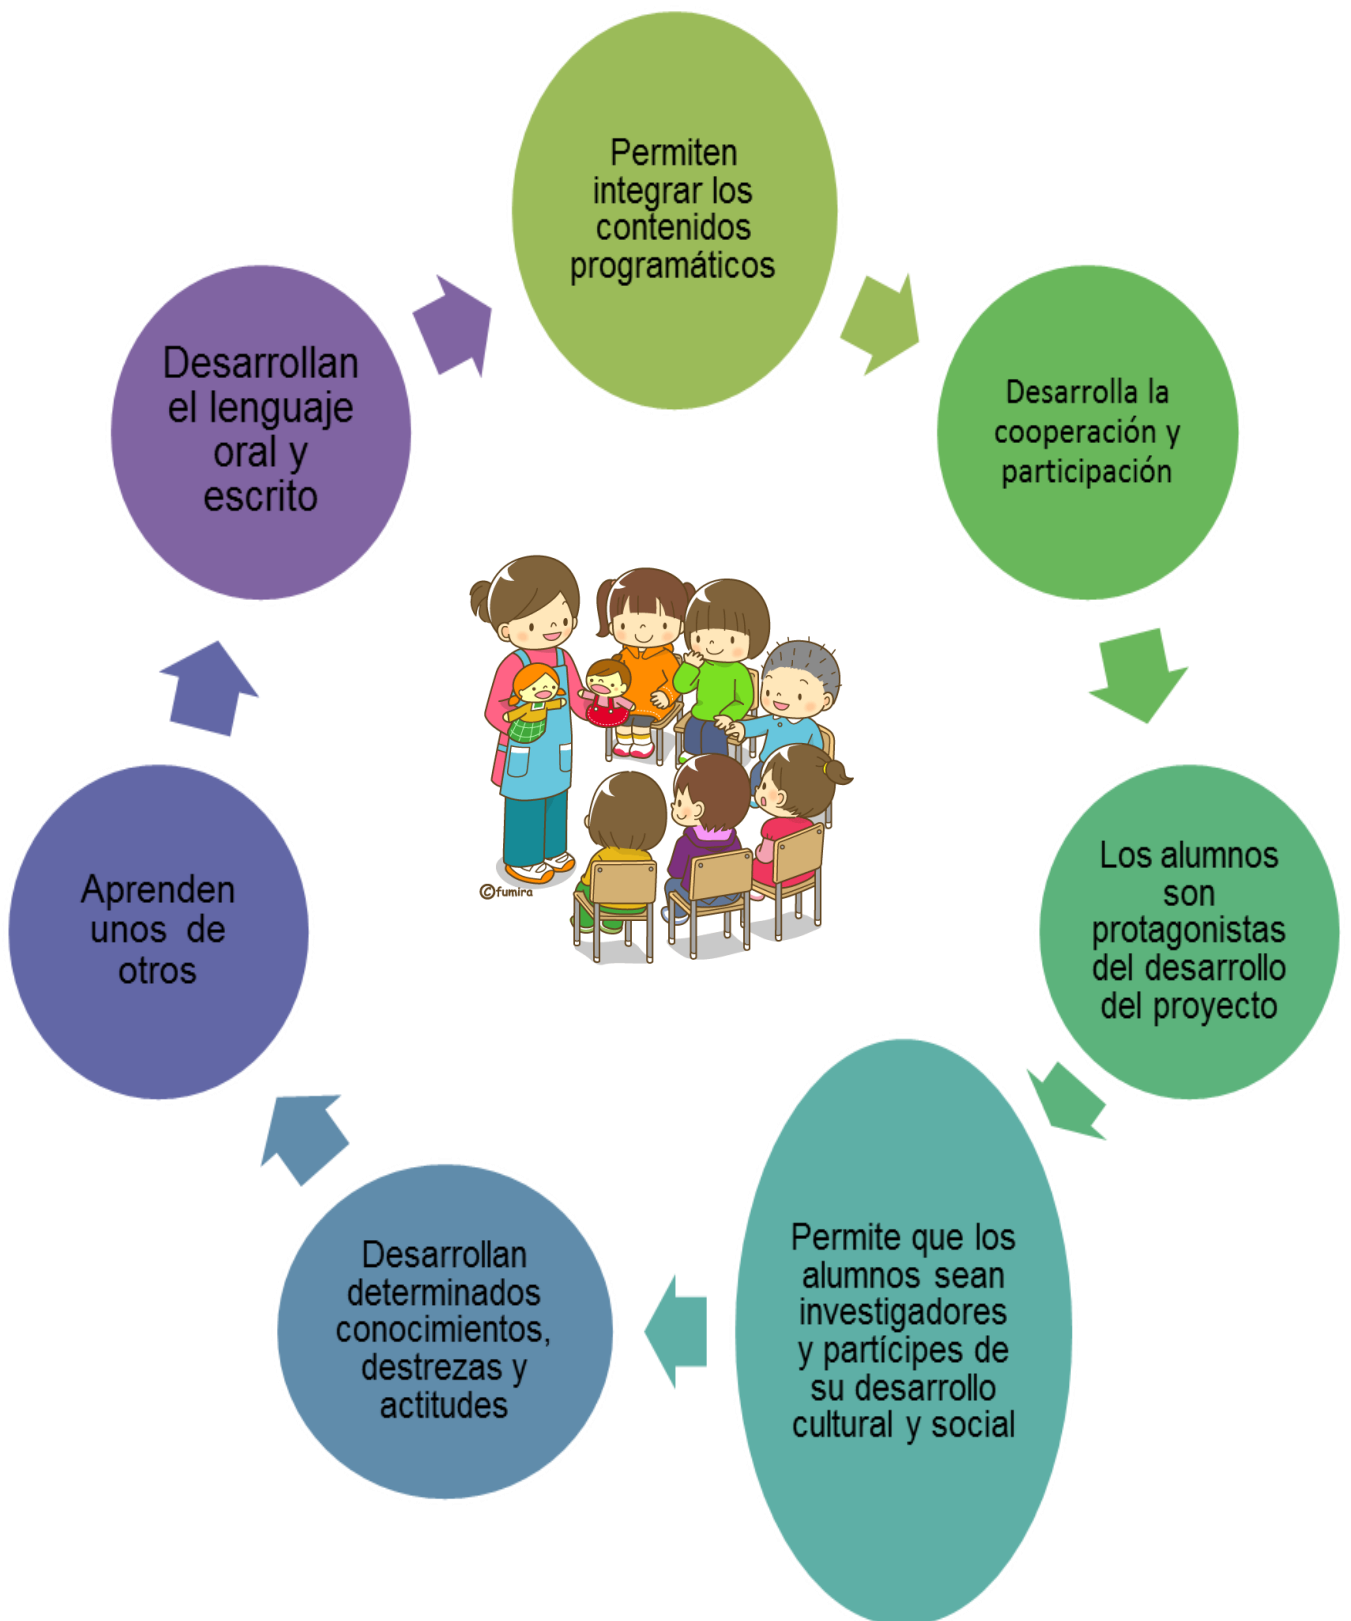 Permiten
integrar los
contenidos
programáticos
Desarrolla la
cooperación y
participación
Los alumnos
son
protagonistas
del desarrollo
del proyecto
Permite que los
alumnos sean
investigadores
y partícipes de
su desarrollo
cultural y social
Desarrollan
determinados
conocimientos,
destrezas y
actitudes
Aprenden
unos de
otros
Desarrollan
el lenguaje
oral y
escrito
©fumira